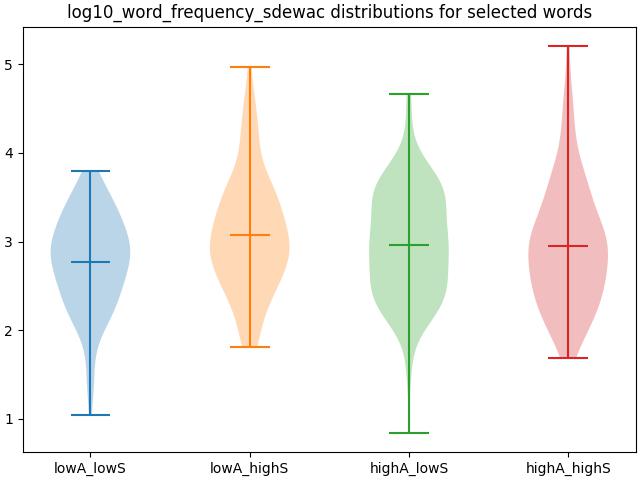 log10_word_frequency_sdewac distributions for selected words
5
4
3
2
1
lowA_lowS
lowA_highS
highA_lowS
highA_highS